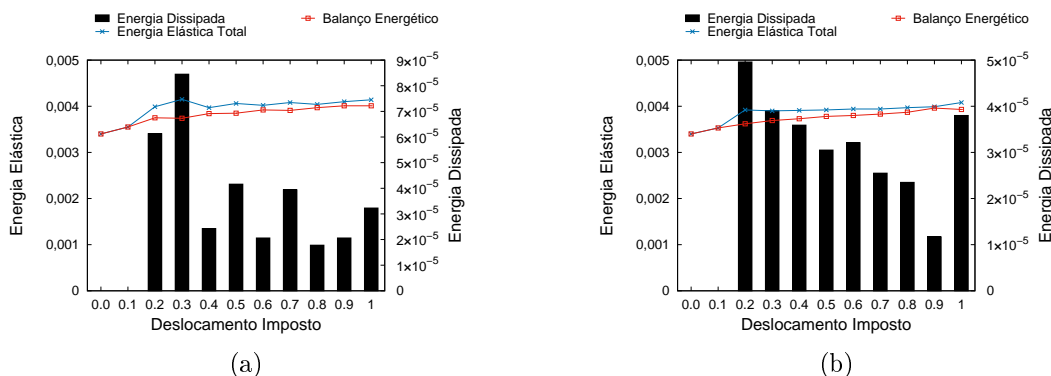 Energia Dissipada
Energia Elástica Total
Balanço Energético
0,005
0,004
0,003
0,002
0,001
0
Energia Elástica
9×10⁻⁵
8×10⁻⁵
7×10⁻⁵
6×10⁻⁵
5×10⁻⁵
4×10⁻⁵
3×10⁻⁵
2×10⁻⁵
1×10⁻⁵
0
Energia Dissipada
0.0 0.1 0.2 0.3 0.4 0.5 0.6 0.7 0.8 0.9 1
Deslocamento Imposto
(a)
Energia Dissipada
Energia Elástica Total
Balanço Energético
0,005
0,004
0,003
0,002
0,001
0
Energia Elástica
5×10⁻⁵
4×10⁻⁵
3×10⁻⁵
2×10⁻⁵
1×10⁻⁵
0
Energia Dissipada
0.0 0.1 0.2 0.3 0.4 0.5 0.6 0.7 0.8 0.9 1
Deslocamento Imposto
(b)